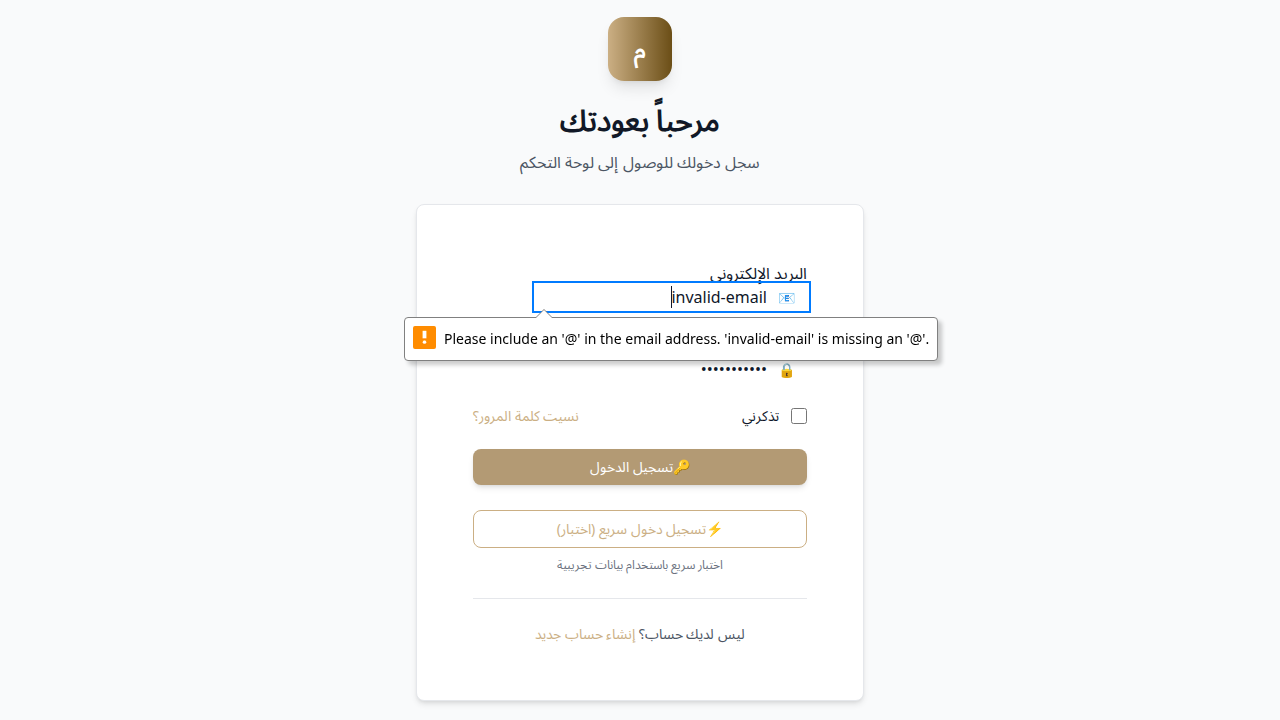 م
مرحباً بعودتك
سجل دخولك للوصول إلى لوحة التحكم
البريد الإلكتروني
📧 invalid-email
Please include an '@' in the email address. 'invalid-email' is missing an '@'.
🔒 •••••••••••
تذكرني
نسيت كلمة المرور؟
🔑تسجيل الدخول
⚡تسجيل دخول سريع (اختبار)
اختبار سريع باستخدام بيانات تجريبية
ليس لديك حساب؟ إنشاء حساب جديد